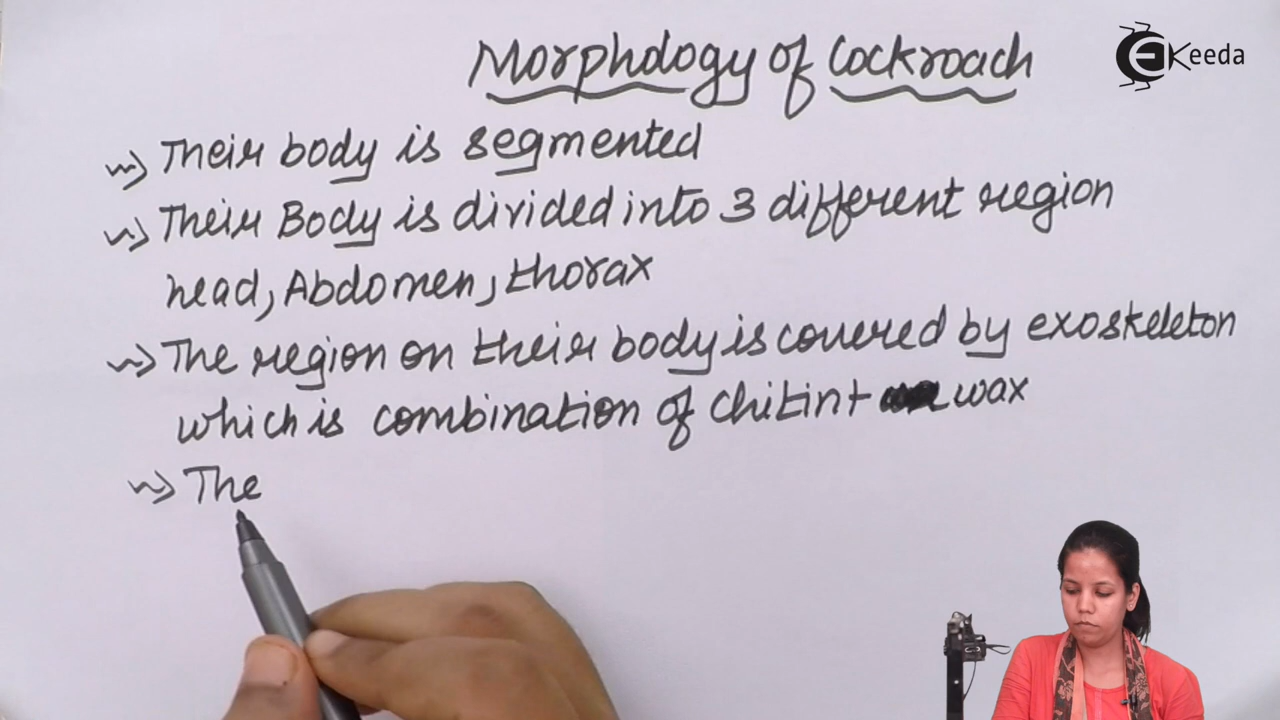 Morphology of Cockroach
EKeeda
Their body is segmented
Their Body is divided into 3 different region
head, Abdomen, thorax
The region on their body is covered by exoskeleton
which is combination of chitin + wax
The